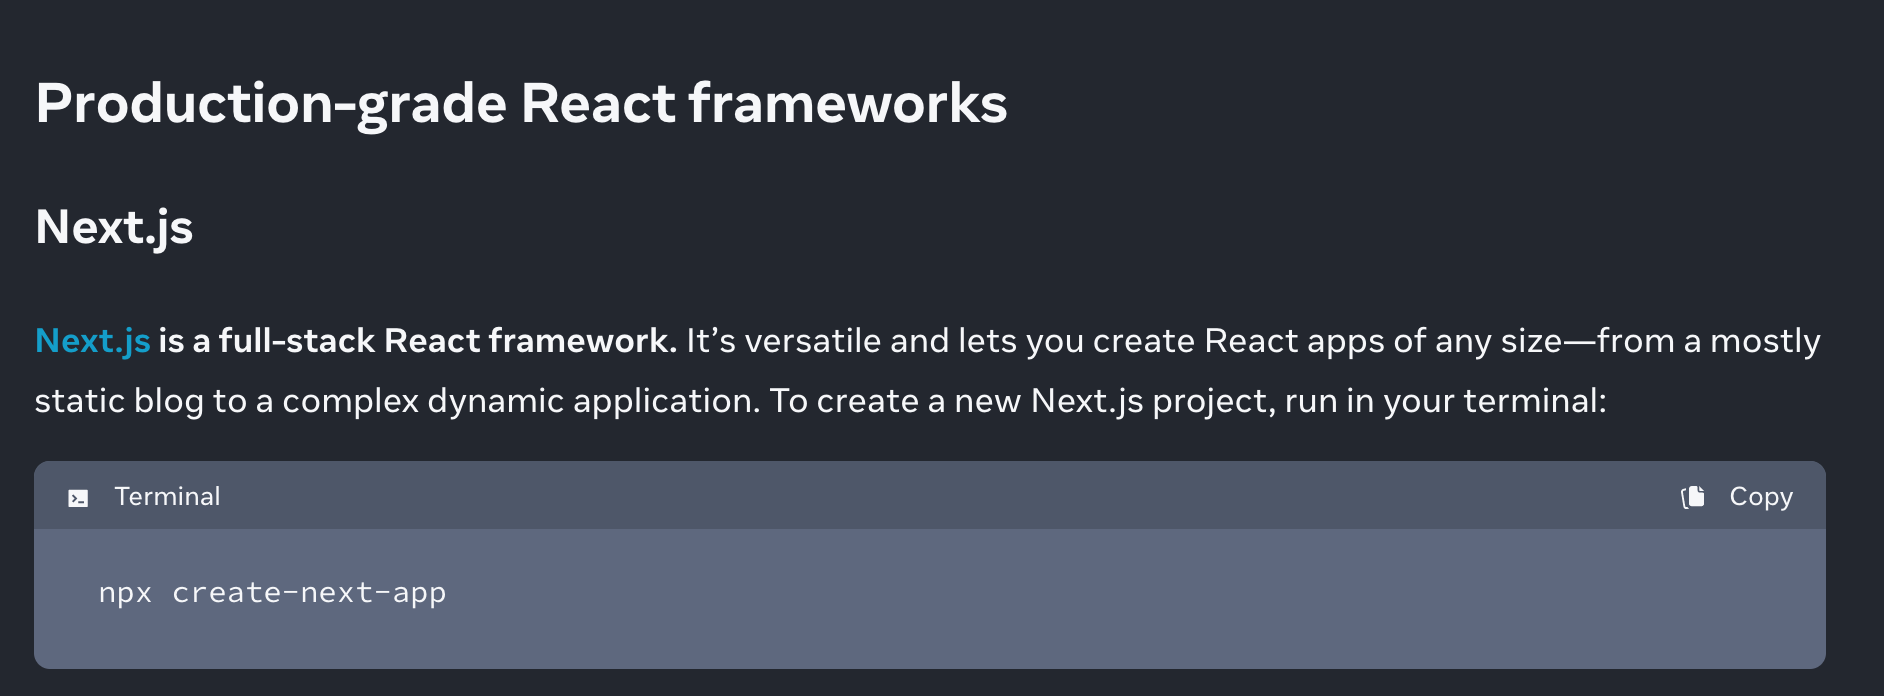 Production-grade React frameworks
Next.js
Next.js is a full-stack React framework. It’s versatile and lets you create React apps of any size—from a mostly
static blog to a complex dynamic application. To create a new Next.js project, run in your terminal:
Terminal
Copy
npx create-next-app